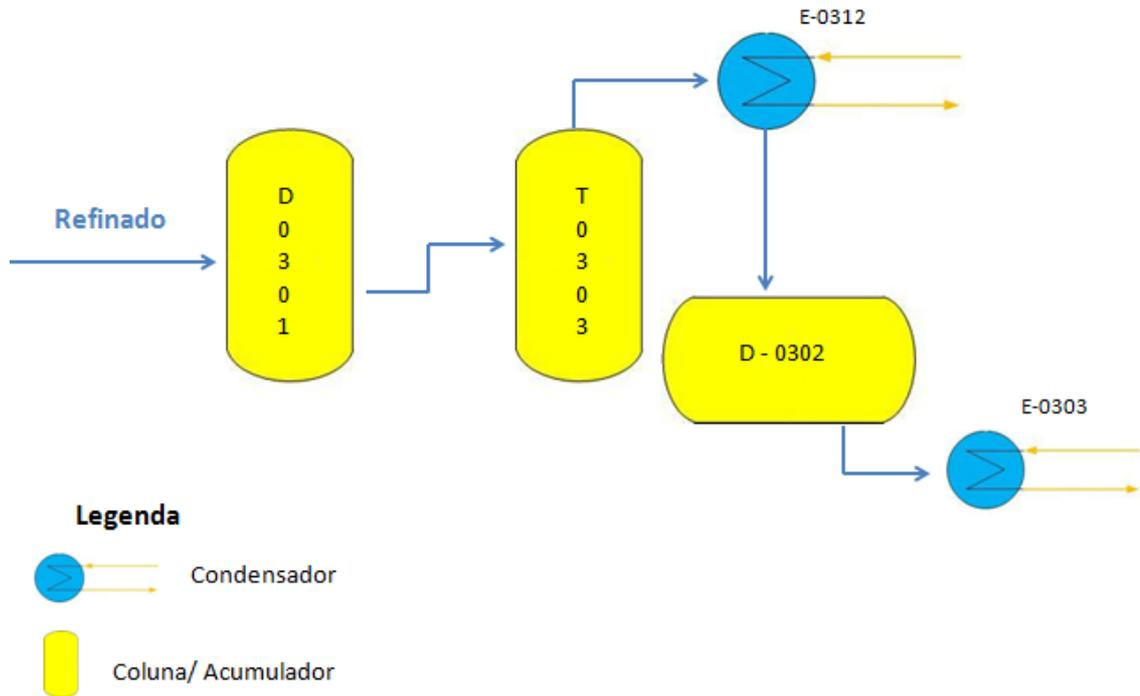 E-0312
Refinado
D
0
3
0
1
T
0
3
0
3
D - 0302
E-0303
Legenda
Condensador
Coluna/ Acumulador